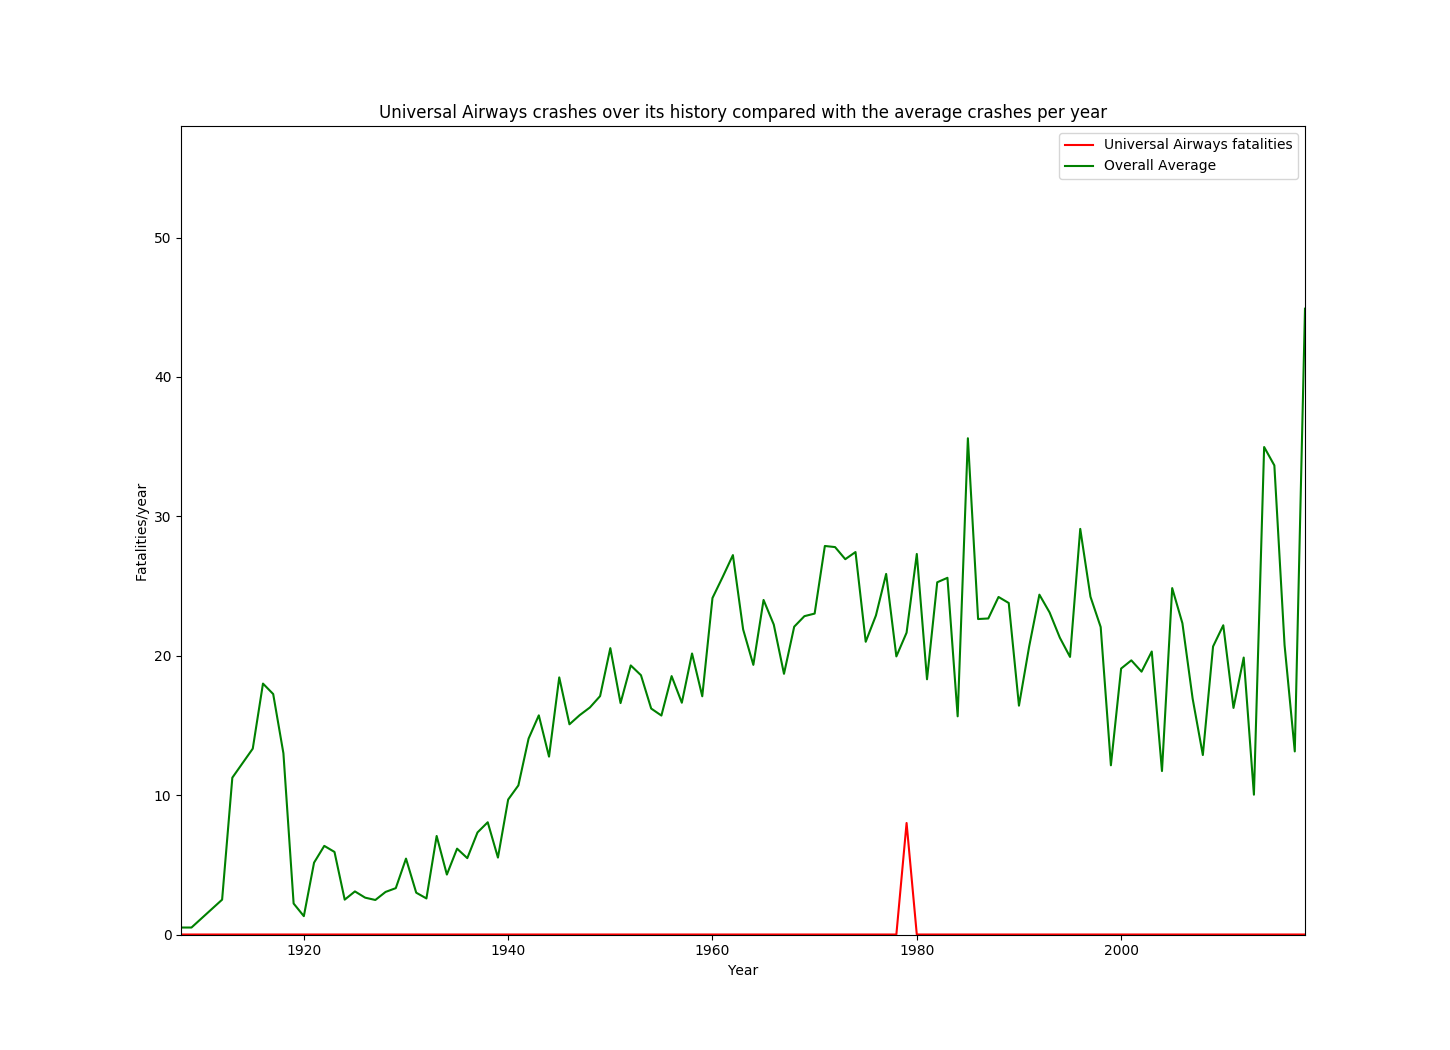 Universal Airways crashes over its history compared with the average crashes per year
Universal Airways fatalities
Overall Average
50
40
30
20
10
0
Fatalities/year
1920 1940 1960 1980 2000
Year